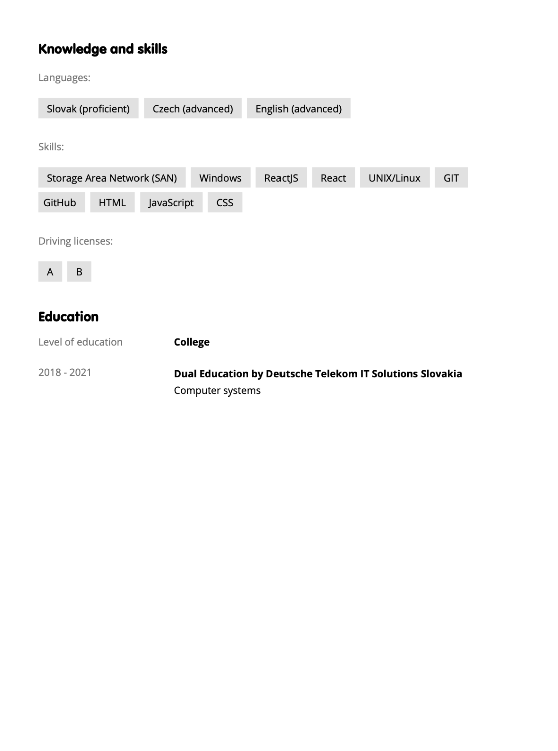 Knowledge and skills
Languages:
Slovak (proficient) Czech (advanced) English (advanced)
Skills:
Storage Area Network (SAN) Windows ReactJS React UNIX/Linux GIT
GitHub HTML JavaScript CSS
Driving licenses:
A B
Education
Level of education College
2018 - 2021 Dual Education by Deutsche Telekom IT Solutions Slovakia
Computer systems